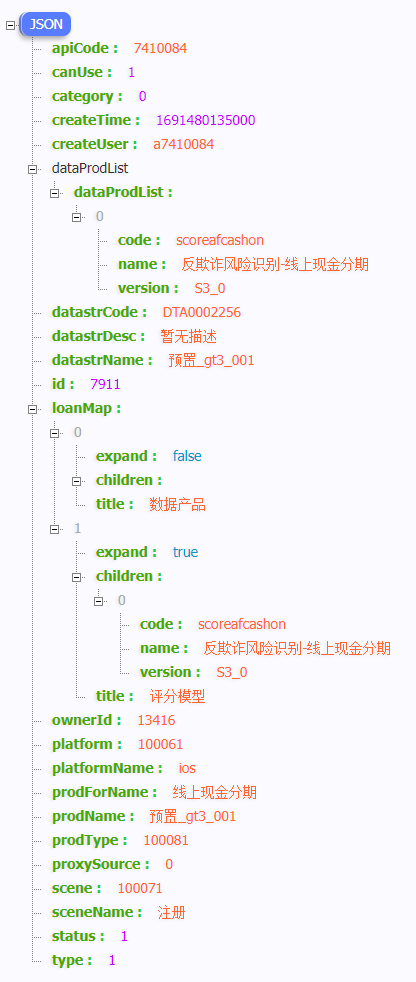 JSON
apiCode : 7410084
canUse : 1
category : 0
createTime : 1691480135000
createUser : a7410084
dataProdList
dataProdList :
0
code : scoreafcashon
name : 反欺诈风险识别-线上现金分期
version : S3_0
datastrCode : DTA0002256
datastrDesc : 暂无描述
datastrName : 预置_gt3_001
id : 7911
loanMap :
0
expand : false
children :
title : 数据产品
1
expand : true
children :
0
code : scoreafcashon
name : 反欺诈风险识别-线上现金分期
version : S3_0
title : 评分模型
ownerId : 13416
platform : 100061
platformName : ios
prodForName : 线上现金分期
prodName : 预置_gt3_001
prodType : 100081
proxySource : 0
scene : 100071
sceneName : 注册
status : 1
type : 1